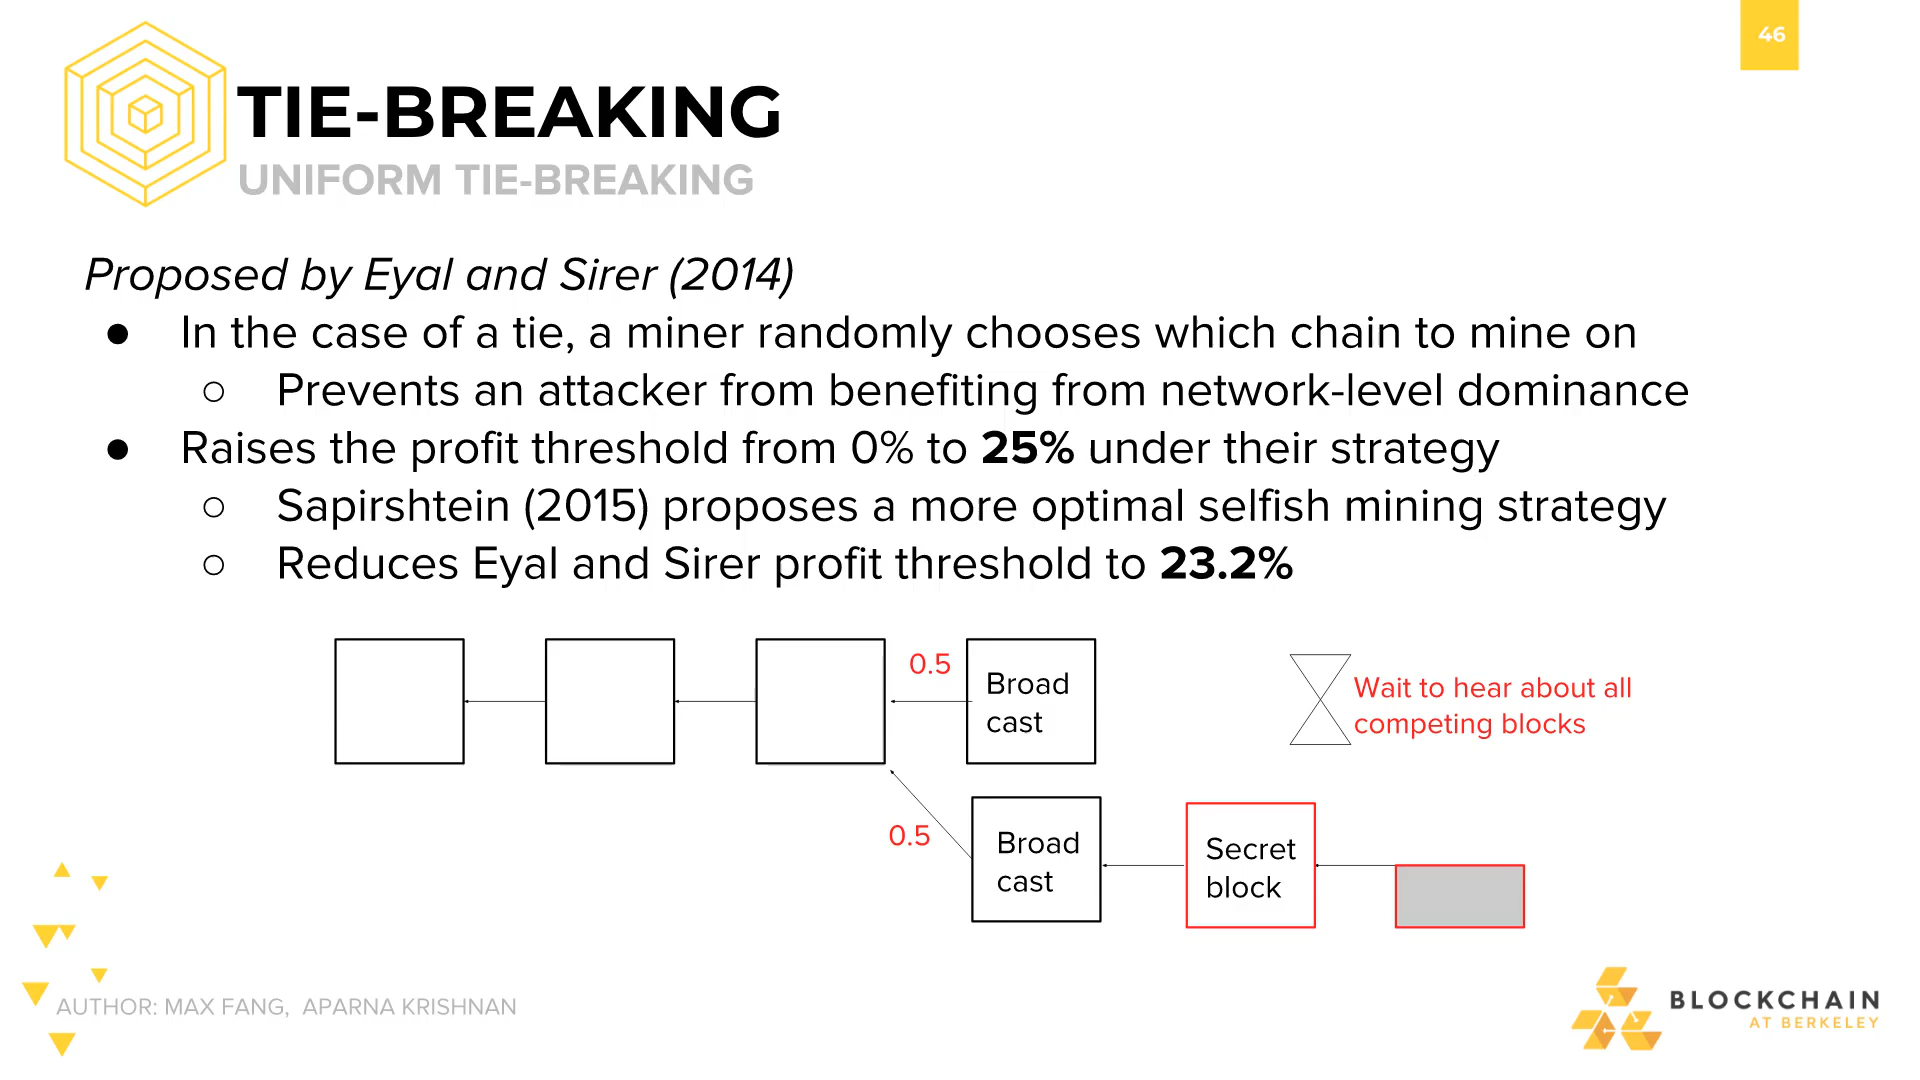 46
TIE-BREAKING
UNIFORM TIE-BREAKING
Proposed by Eyal and Sirer (2014)
● In the case of a tie, a miner randomly chooses which chain to mine on
○ Prevents an attacker from benefiting from network-level dominance
● Raises the profit threshold from 0% to 25% under their strategy
○ Sapirshtein (2015) proposes a more optimal selfish mining strategy
○ Reduces Eyal and Sirer profit threshold to 23.2%
0.5
Broad
cast
Wait to hear about all
competing blocks
0.5
Broad
cast
Secret
block
AUTHOR: MAX FANG, APARNA KRISHNAN
BLOCKCHAIN
AT BERKELEY